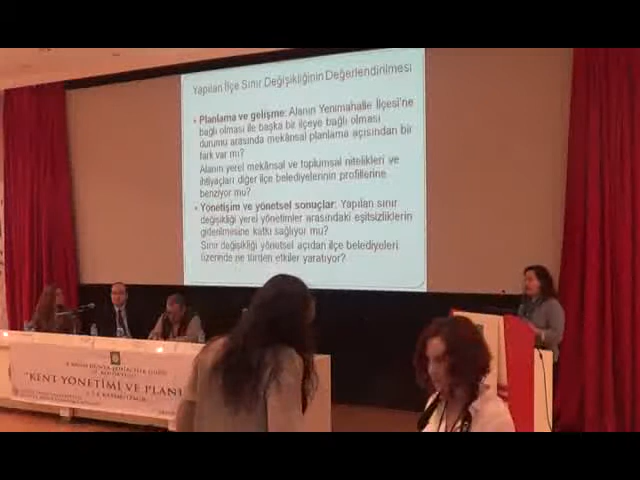 Yapılan İlçe Sınır Değişikliğinin Değerlendirilmesi
• Planlama ve gelişme: Alanın Yenimahalle İlçesi'ne
bağlı olması ile başka bir ilçeye bağlı olması
durumu arasında mekânsal planlama açısından bir
fark var mı?
Alanın yerel mekânsal ve toplumsal nitelikleri ve
ihtiyaçları diğer ilçe belediyelerinin profillerine
benziyor mu?
• Yönetişim ve yönetsel sonuçlar: Yapılan sınır
değişikliği yerel yönetimler arasındaki eşitsizliklerin
giderilmesine katkı sağlıyor mu?
Sınır değişikliği yönetsel açıdan ilçe belediyeleri
üzerinde ne türden etkiler yaratıyor?
"KENT YÖNETİMİ VE PLANL